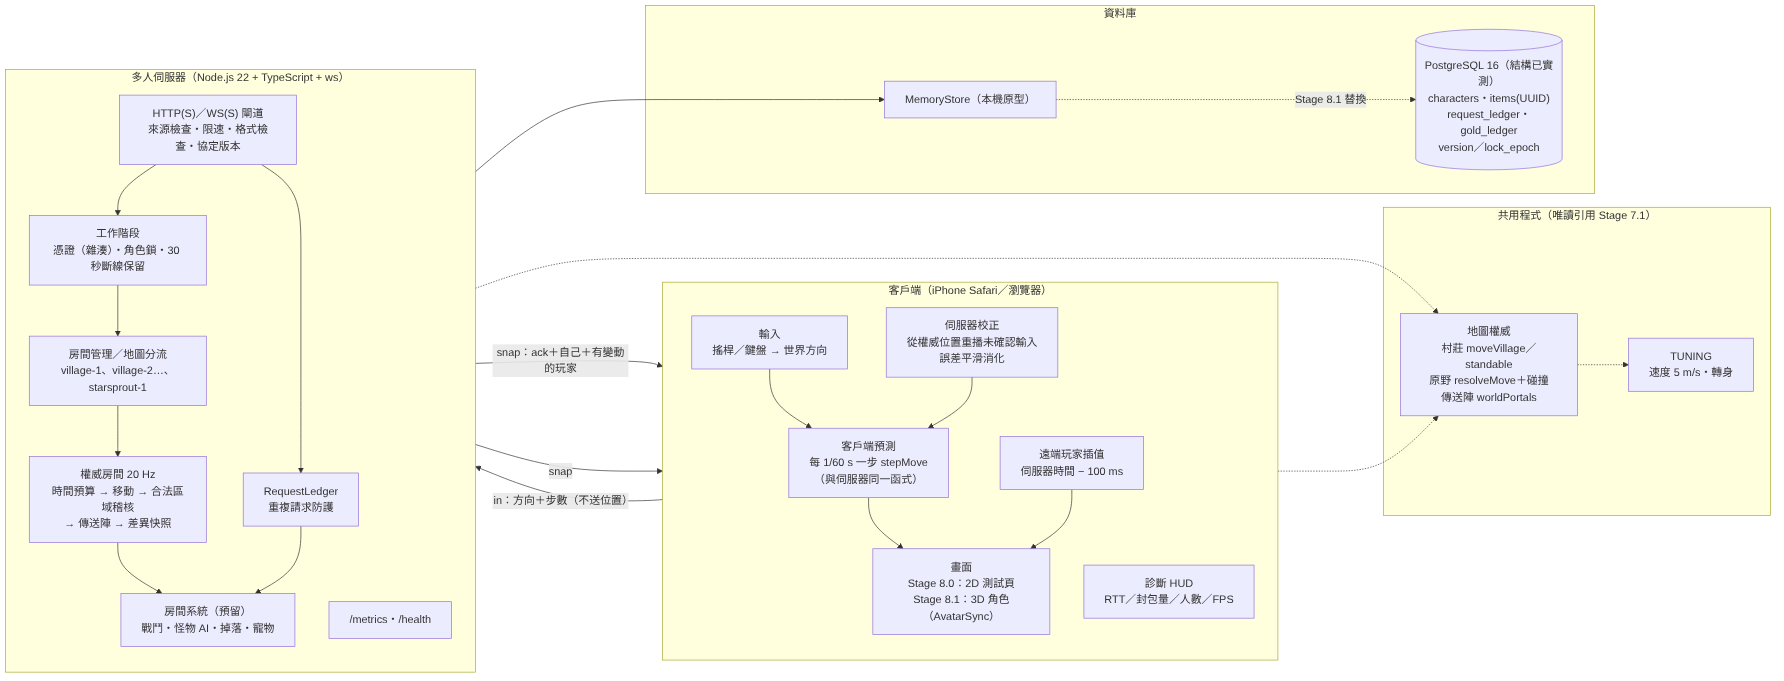 多人伺服器（Node.js 22 + TypeScript + ws）
HTTP(S)／WS(S) 閘道
來源檢查・限速・格式檢
查・協定版本
工作階段
憑證（雜湊）・角色鎖・30
秒斷線保留
房間管理／地圖分流
village-1、village-2…、
starsprout-1
權威房間 20 Hz
時間預算 → 移動 → 合法區
域稽核
→ 傳送陣 → 差異快照
RequestLedger
重複請求防護
房間系統（預留）
戰鬥・怪物 AI・掉落・寵物
/metrics・/health
資料庫
MemoryStore（本機原型）
Stage 8.1 替換
PostgreSQL 16（結構已實
測）
characters・items(UUID)
request_ledger・
gold_ledger
version／lock_epoch
snap：ack＋自己＋有變動
的玩家
snap
in：方向＋步數（不送位置）
客戶端（iPhone Safari／瀏覽器）
輸入
搖桿／鍵盤 → 世界方向
伺服器校正
從權威位置重播未確認輸入
誤差平滑消化
客戶端預測
每 1/60 s 一步 stepMove
（與伺服器同一函式）
遠端玩家插值
伺服器時間 − 100 ms
畫面
Stage 8.0：2D 測試頁
Stage 8.1：3D 角色
（AvatarSync）
診斷 HUD
RTT／封包量／人數／FPS
共用程式（唯讀引用 Stage 7.1）
地圖權威
村莊 moveVillage／
standable
原野 resolveMove＋碰撞
傳送陣 worldPortals
TUNING
速度 5 m/s・轉身